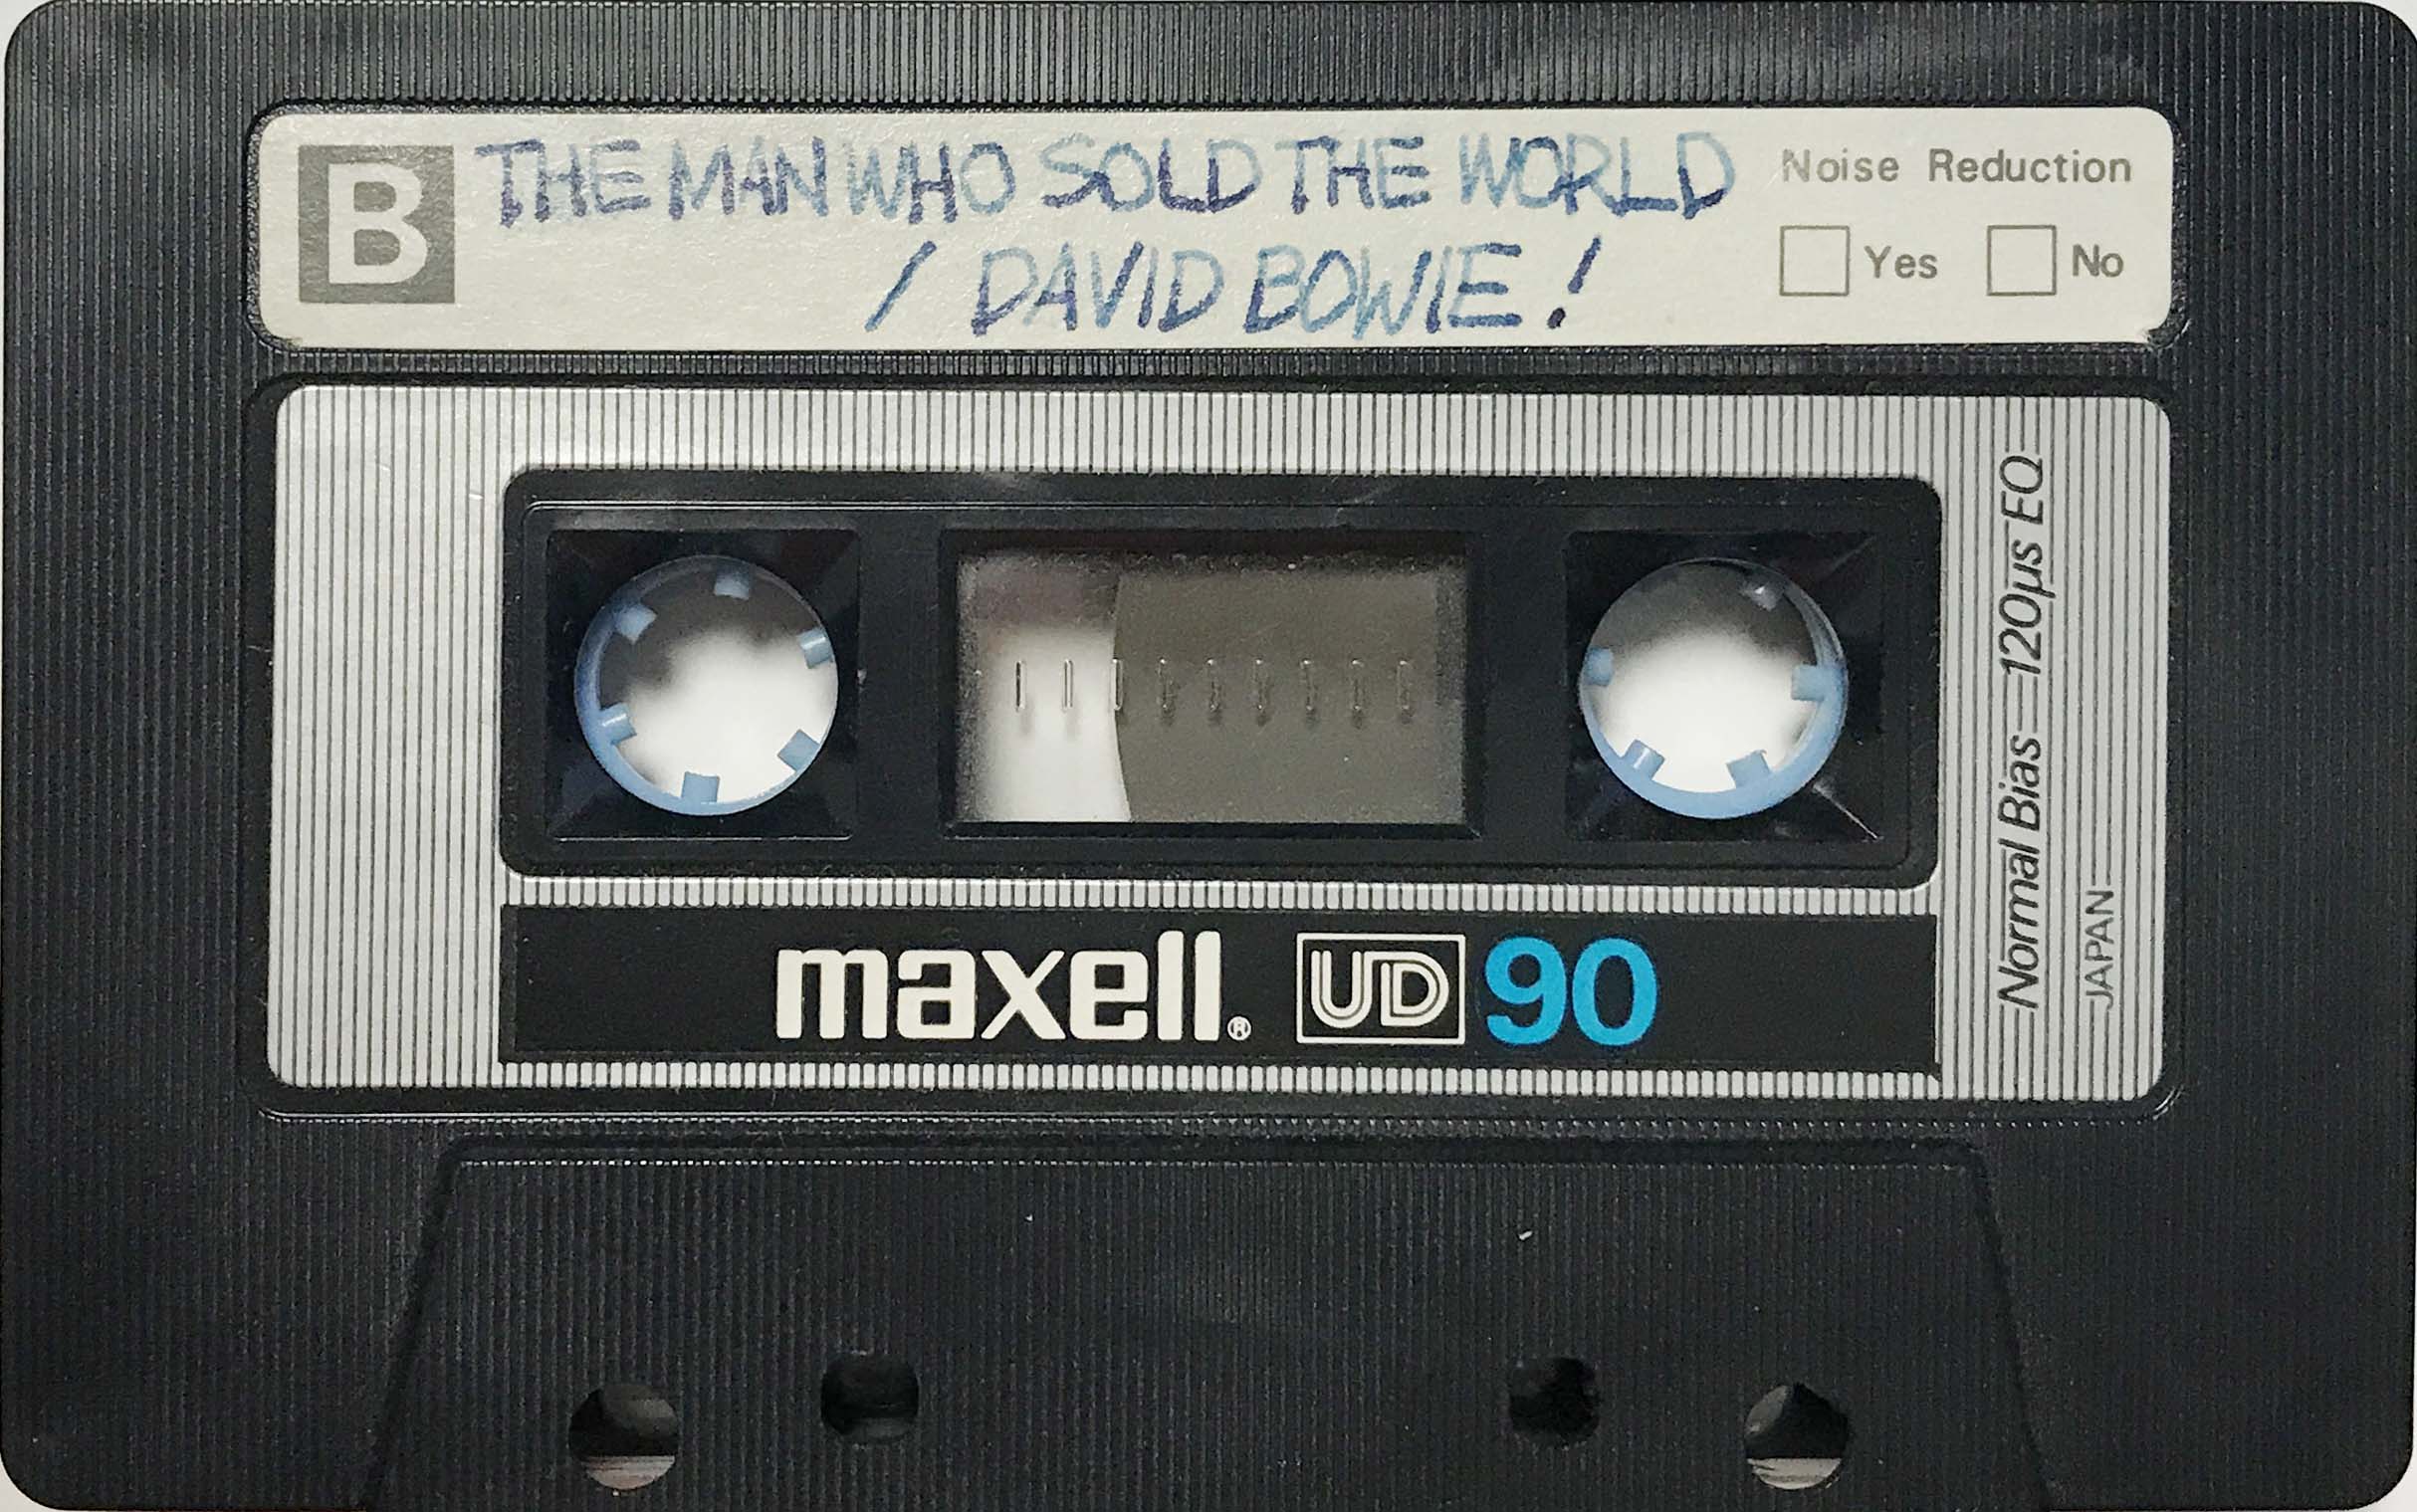 B
THE MAN WHO SOLD THE WORLD
/ DAVID BOWIE!
Noise Reduction
Yes No
maxell® UD 90
Normal Bias 120µs EQ
JAPAN